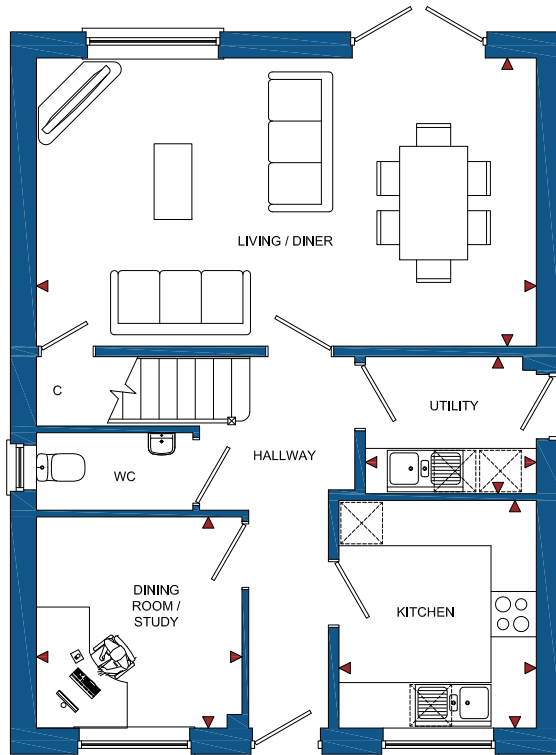 LIVING / DINER
C
UTILITY
HALLWAY
WC
DINING
ROOM /
STUDY
KITCHEN